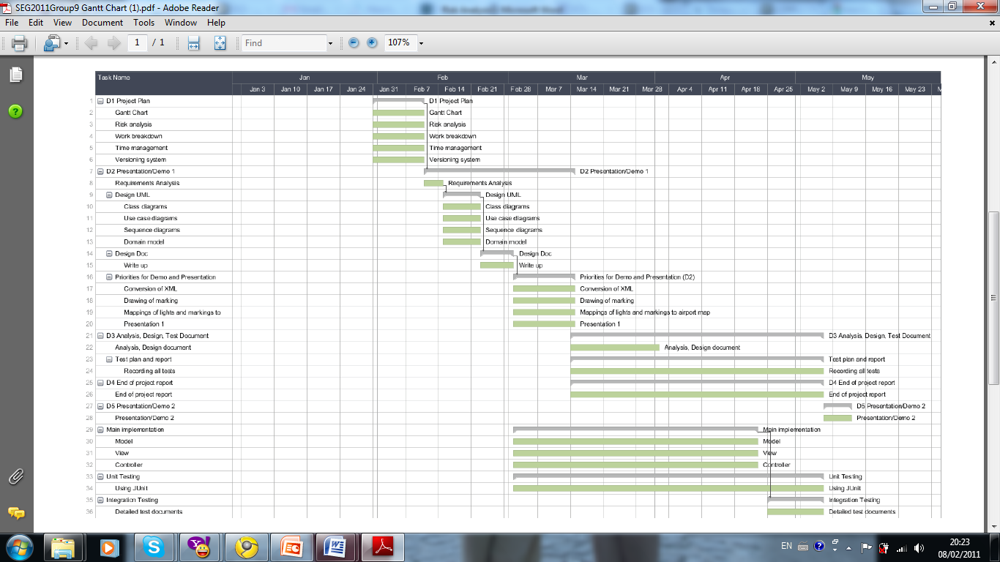 SEG2011Group9 Gantt Chart (1).pdf - Adobe Reader
File Edit View Document Tools Window Help
1 / 1 Find 107%
Task Name Jan Feb Mar Apr May
Jan 3 Jan 10 Jan 17 Jan 24 Jan 31 Feb 7 Feb 14 Feb 21 Feb 28 Mar 7 Mar 14 Mar 21 Mar 28 Apr 4 Apr 11 Apr 18 Apr 25 May 2 May 9 May 16 May 23 M
1 D1 Project Plan D1 Project Plan
2 Gantt Chart Gantt Chart
3 Risk analysis Risk analysis
4 Work breakdown Work breakdown
5 Time management Time management
6 Versioning system Versioning system
7 D2 Presentation/Demo 1 D2 Presentation/Demo 1
8 Requirements Analysis Requirements Analysis
9 Design UML Design UML
10 Class diagrams Class diagrams
11 Use case diagrams Use case diagrams
12 Sequence diagrams Sequence diagrams
13 Domain model Domain model
14 Design Doc Design Doc
15 Write up Write up
16 Priorities for Demo and Presentation Priorities for Demo and Presentation (D2)
17 Conversion of XML Conversion of XML
18 Drawing of marking Drawing of marking
19 Mappings of lights and markings to Mappings of lights and markings to airport map
20 Presentation 1 Presentation 1
21 D3 Analysis, Design, Test Document D3 Analysis, Design, Test Document
22 Analysis, Design document Analysis, Design document
23 Test plan and report Test plan and report
24 Recording all tests Recording all tests
25 D4 End of project report D4 End of project report
26 End of project report End of project report
27 D5 Presentation/Demo 2 D5 Presentation/Demo 2
28 Presentation/Demo 2 Presentation/Demo 2
29 Main implementation Main implementation
30 Model Model
31 View View
32 Controller Controller
33 Unit Testing Unit Testing
34 Using JUnit Using JUnit
35 Integration Testing Integration Testing
36 Detailed test documents Detailed test documents
EN 20:23
08/02/2011